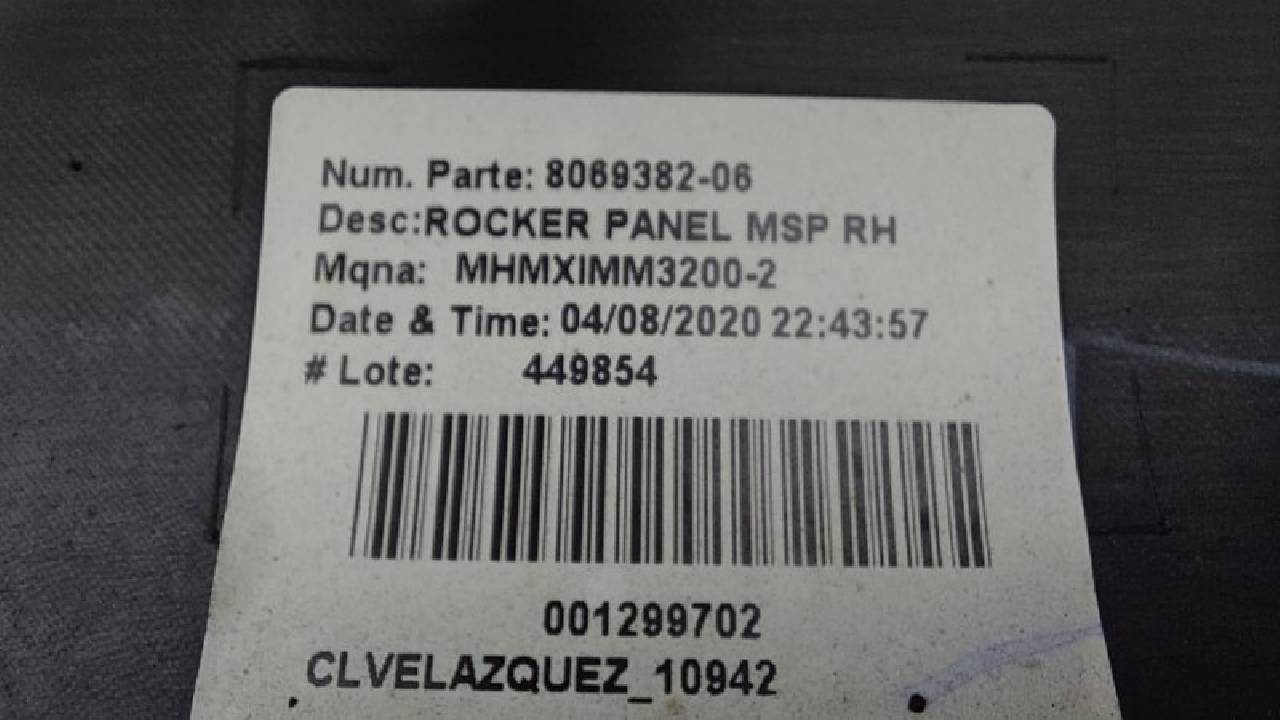 Num. Parte: 8069382-06
Desc:ROCKER PANEL MSP RH
Mqna: MHMXIMM3200-2
Date & Time: 04/08/2020 22:43:57
# Lote: 449854
001299702
CLVELAZQUEZ_10942